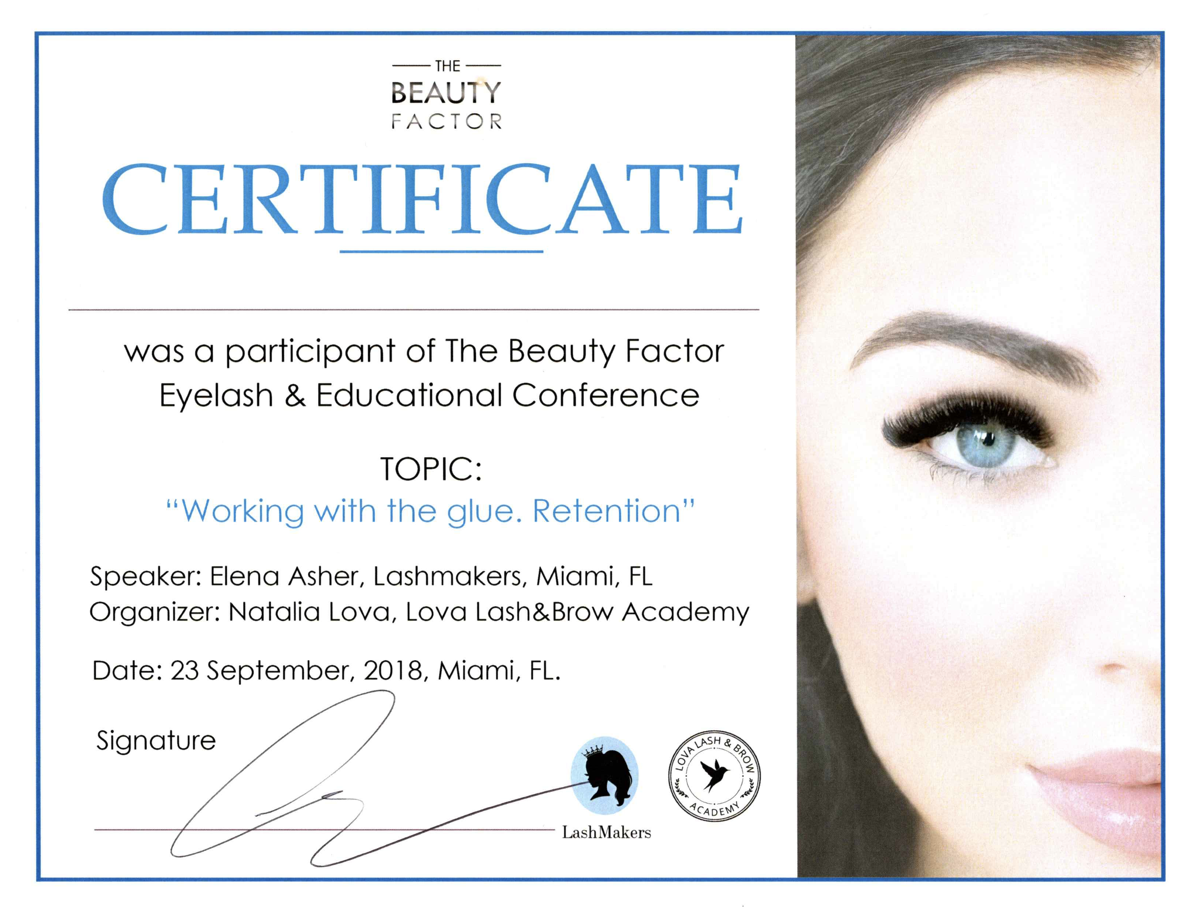 THE
BEAUTY
FACTOR
CERTIFICATE
was a participant of The Beauty Factor
Eyelash & Educational Conference
TOPIC:
“Working with the glue. Retention”
Speaker: Elena Asher, Lashmakers, Miami, FL
Organizer: Natalia Lova, Lova Lash&Brow Academy
Date: 23 September, 2018, Miami, FL.
Signature
LashMakers
LOVA LASH & BROW
ACADEMY